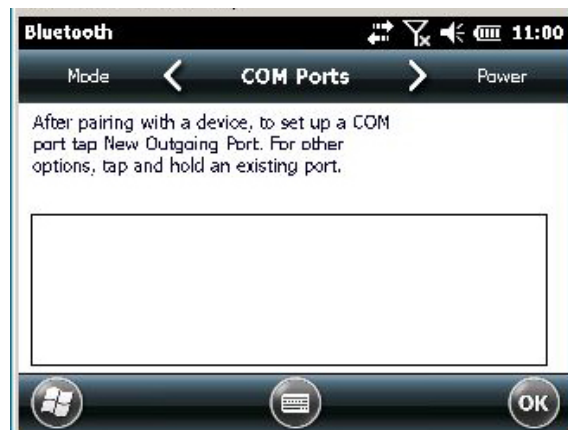 Bluetooth 11:00
Mode COM Ports Power
After pairing with a device, to set up a COM
port tap New Outgoing Port. For other
options, tap and hold an existing port.
OK